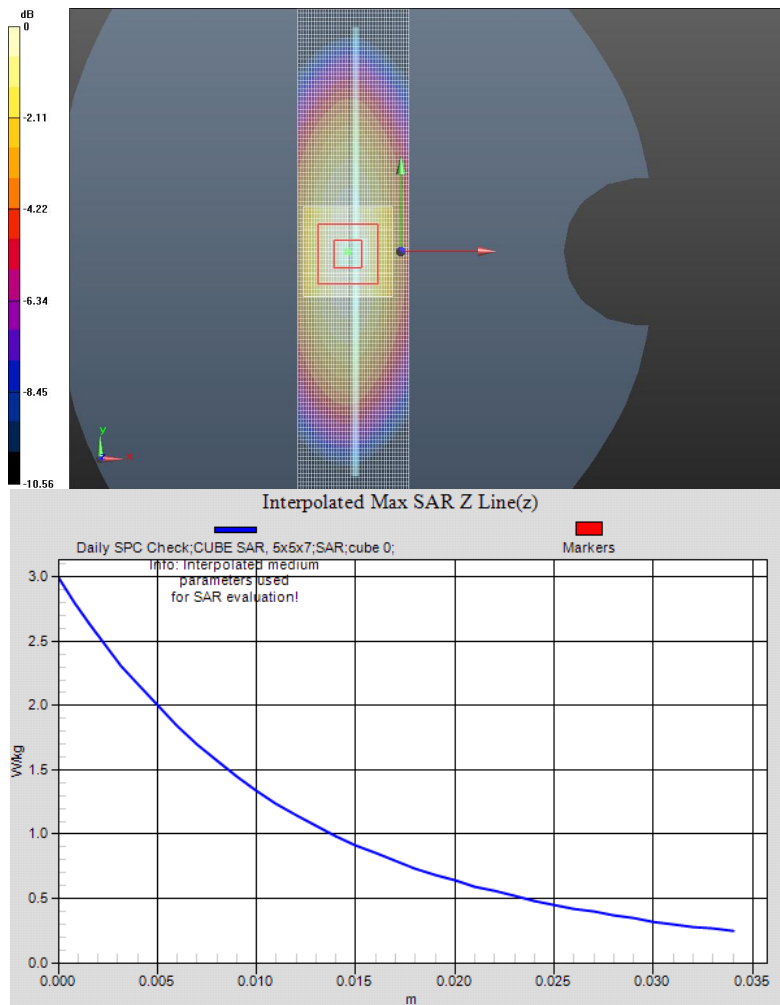 dB
0
-2.11
-4.22
-6.34
-8.45
-10.56
y
x
Interpolated Max SAR Z Line(z)
Daily SPC Check;CUBE SAR, 5x5x7;SAR;cube 0;
Markers
Info: Interpolated medium
parameters used
for SAR evaluation!
3.0
2.5
2.0
1.5
1.0
0.5
0.0
W/kg
0.000 0.005 0.010 0.015 0.020 0.025 0.030 0.035
m